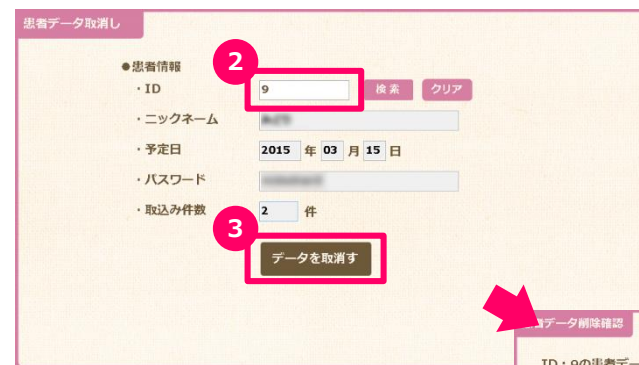 患者データ取消し
2
●患者情報
・ID 9 検索 クリア
・ニックネーム
・予定日 2015 年 03 月 15 日
・パスワード
・取込み件数 2 件
3
データを取消す
データ削除確認
ID:9の患者デー